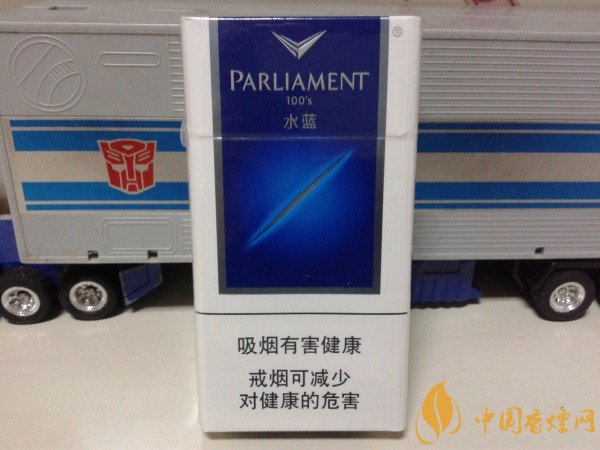 PARLIAMENT
®
100's
水蓝
吸烟有害健康
戒烟可减少
对健康的危害
中国香烟网